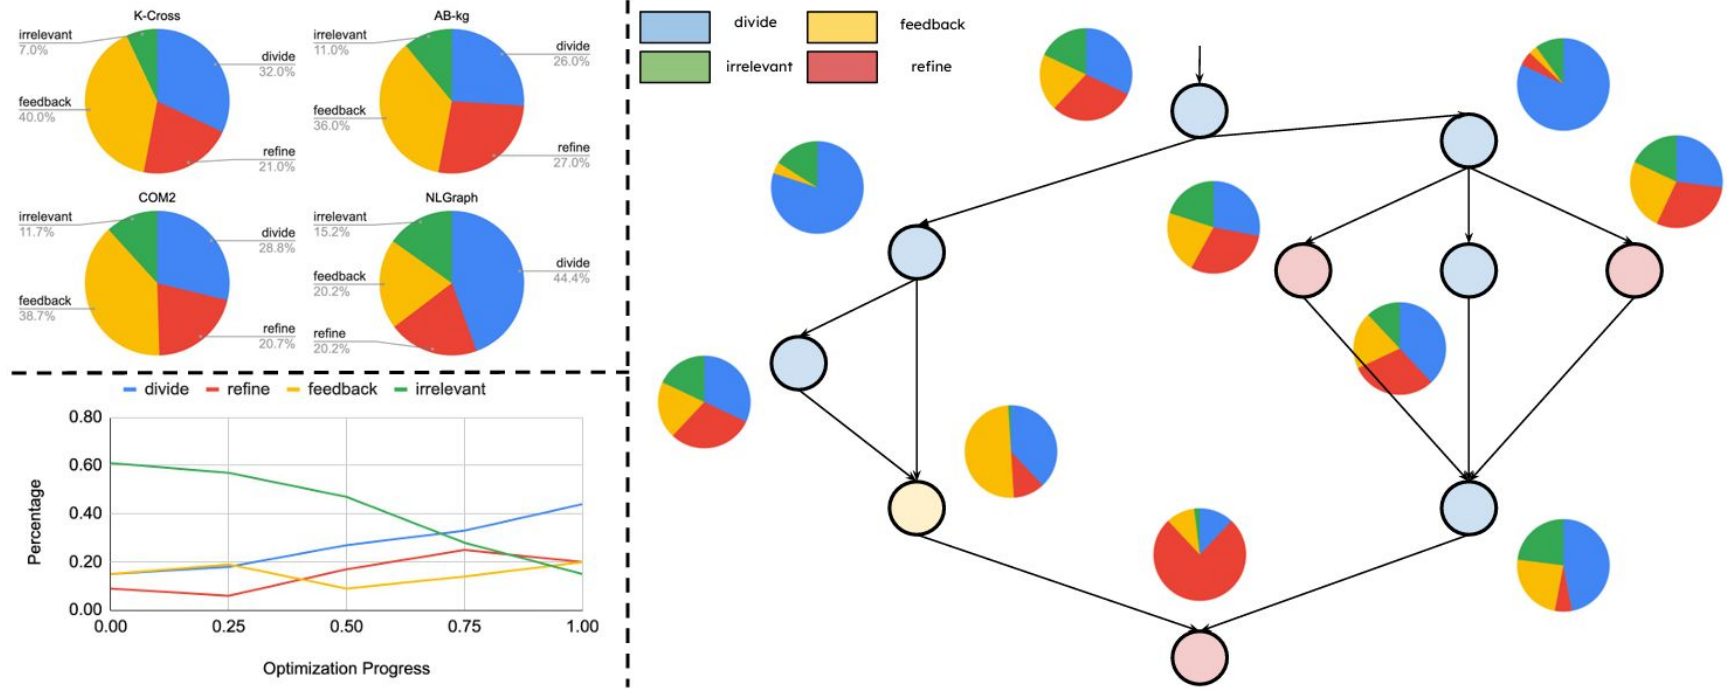 K-Cross
irrelevant
7.0%
divide
32.0%
feedback
40.0%
refine
21.0%
AB-kg
irrelevant
11.0%
divide
26.0%
feedback
36.0%
refine
27.0%
COM2
irrelevant
11.7%
divide
28.8%
feedback
38.7%
refine
20.7%
NLGraph
irrelevant
15.2%
divide
44.4%
feedback
20.2%
refine
20.2%
divide refine feedback irrelevant
0.80
0.60
0.40
0.20
0.00
Percentage
0.00 0.25 0.50 0.75 1.00
Optimization Progress
divide feedback
irrelevant refine